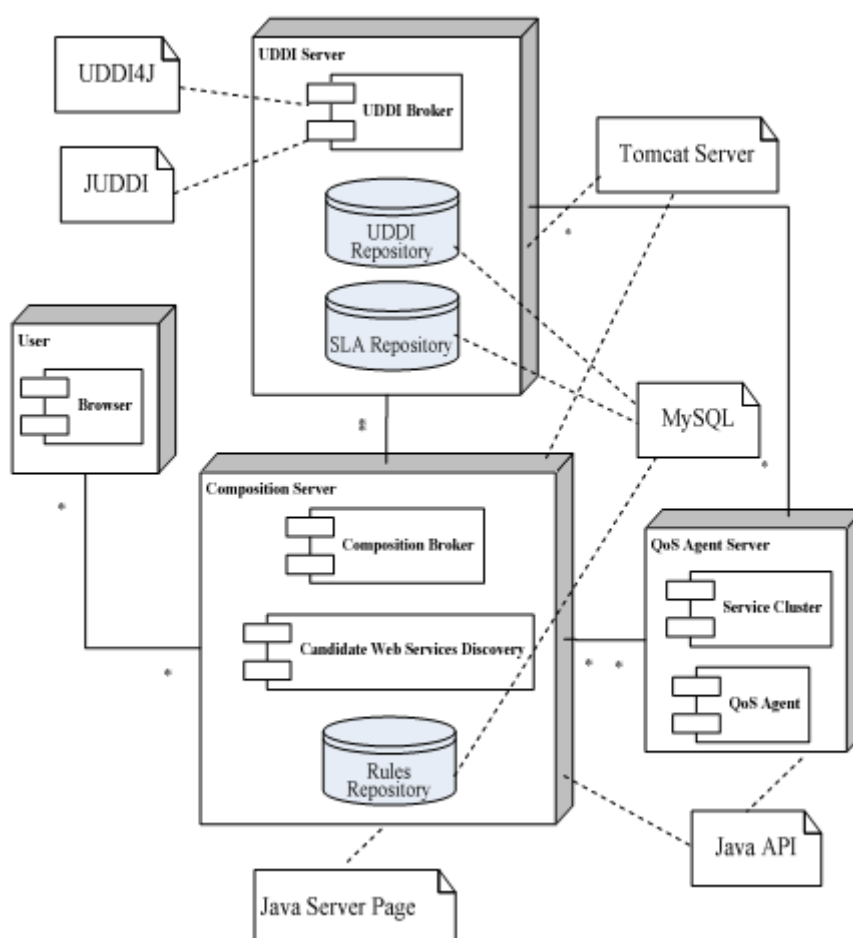 UDDI4J
UDDI Server
UDDI Broker
JUDDI
Tomcat Server
*
UDDI
Repository
SLA Repository
User
Browser
MySQL
*
*
*
Composition Server
Composition Broker
QoS Agent Server
Service Cluster
Candidate Web Services Discovery
*
* *
QoS Agent
Rules
Repository
Java API
Java Server Page